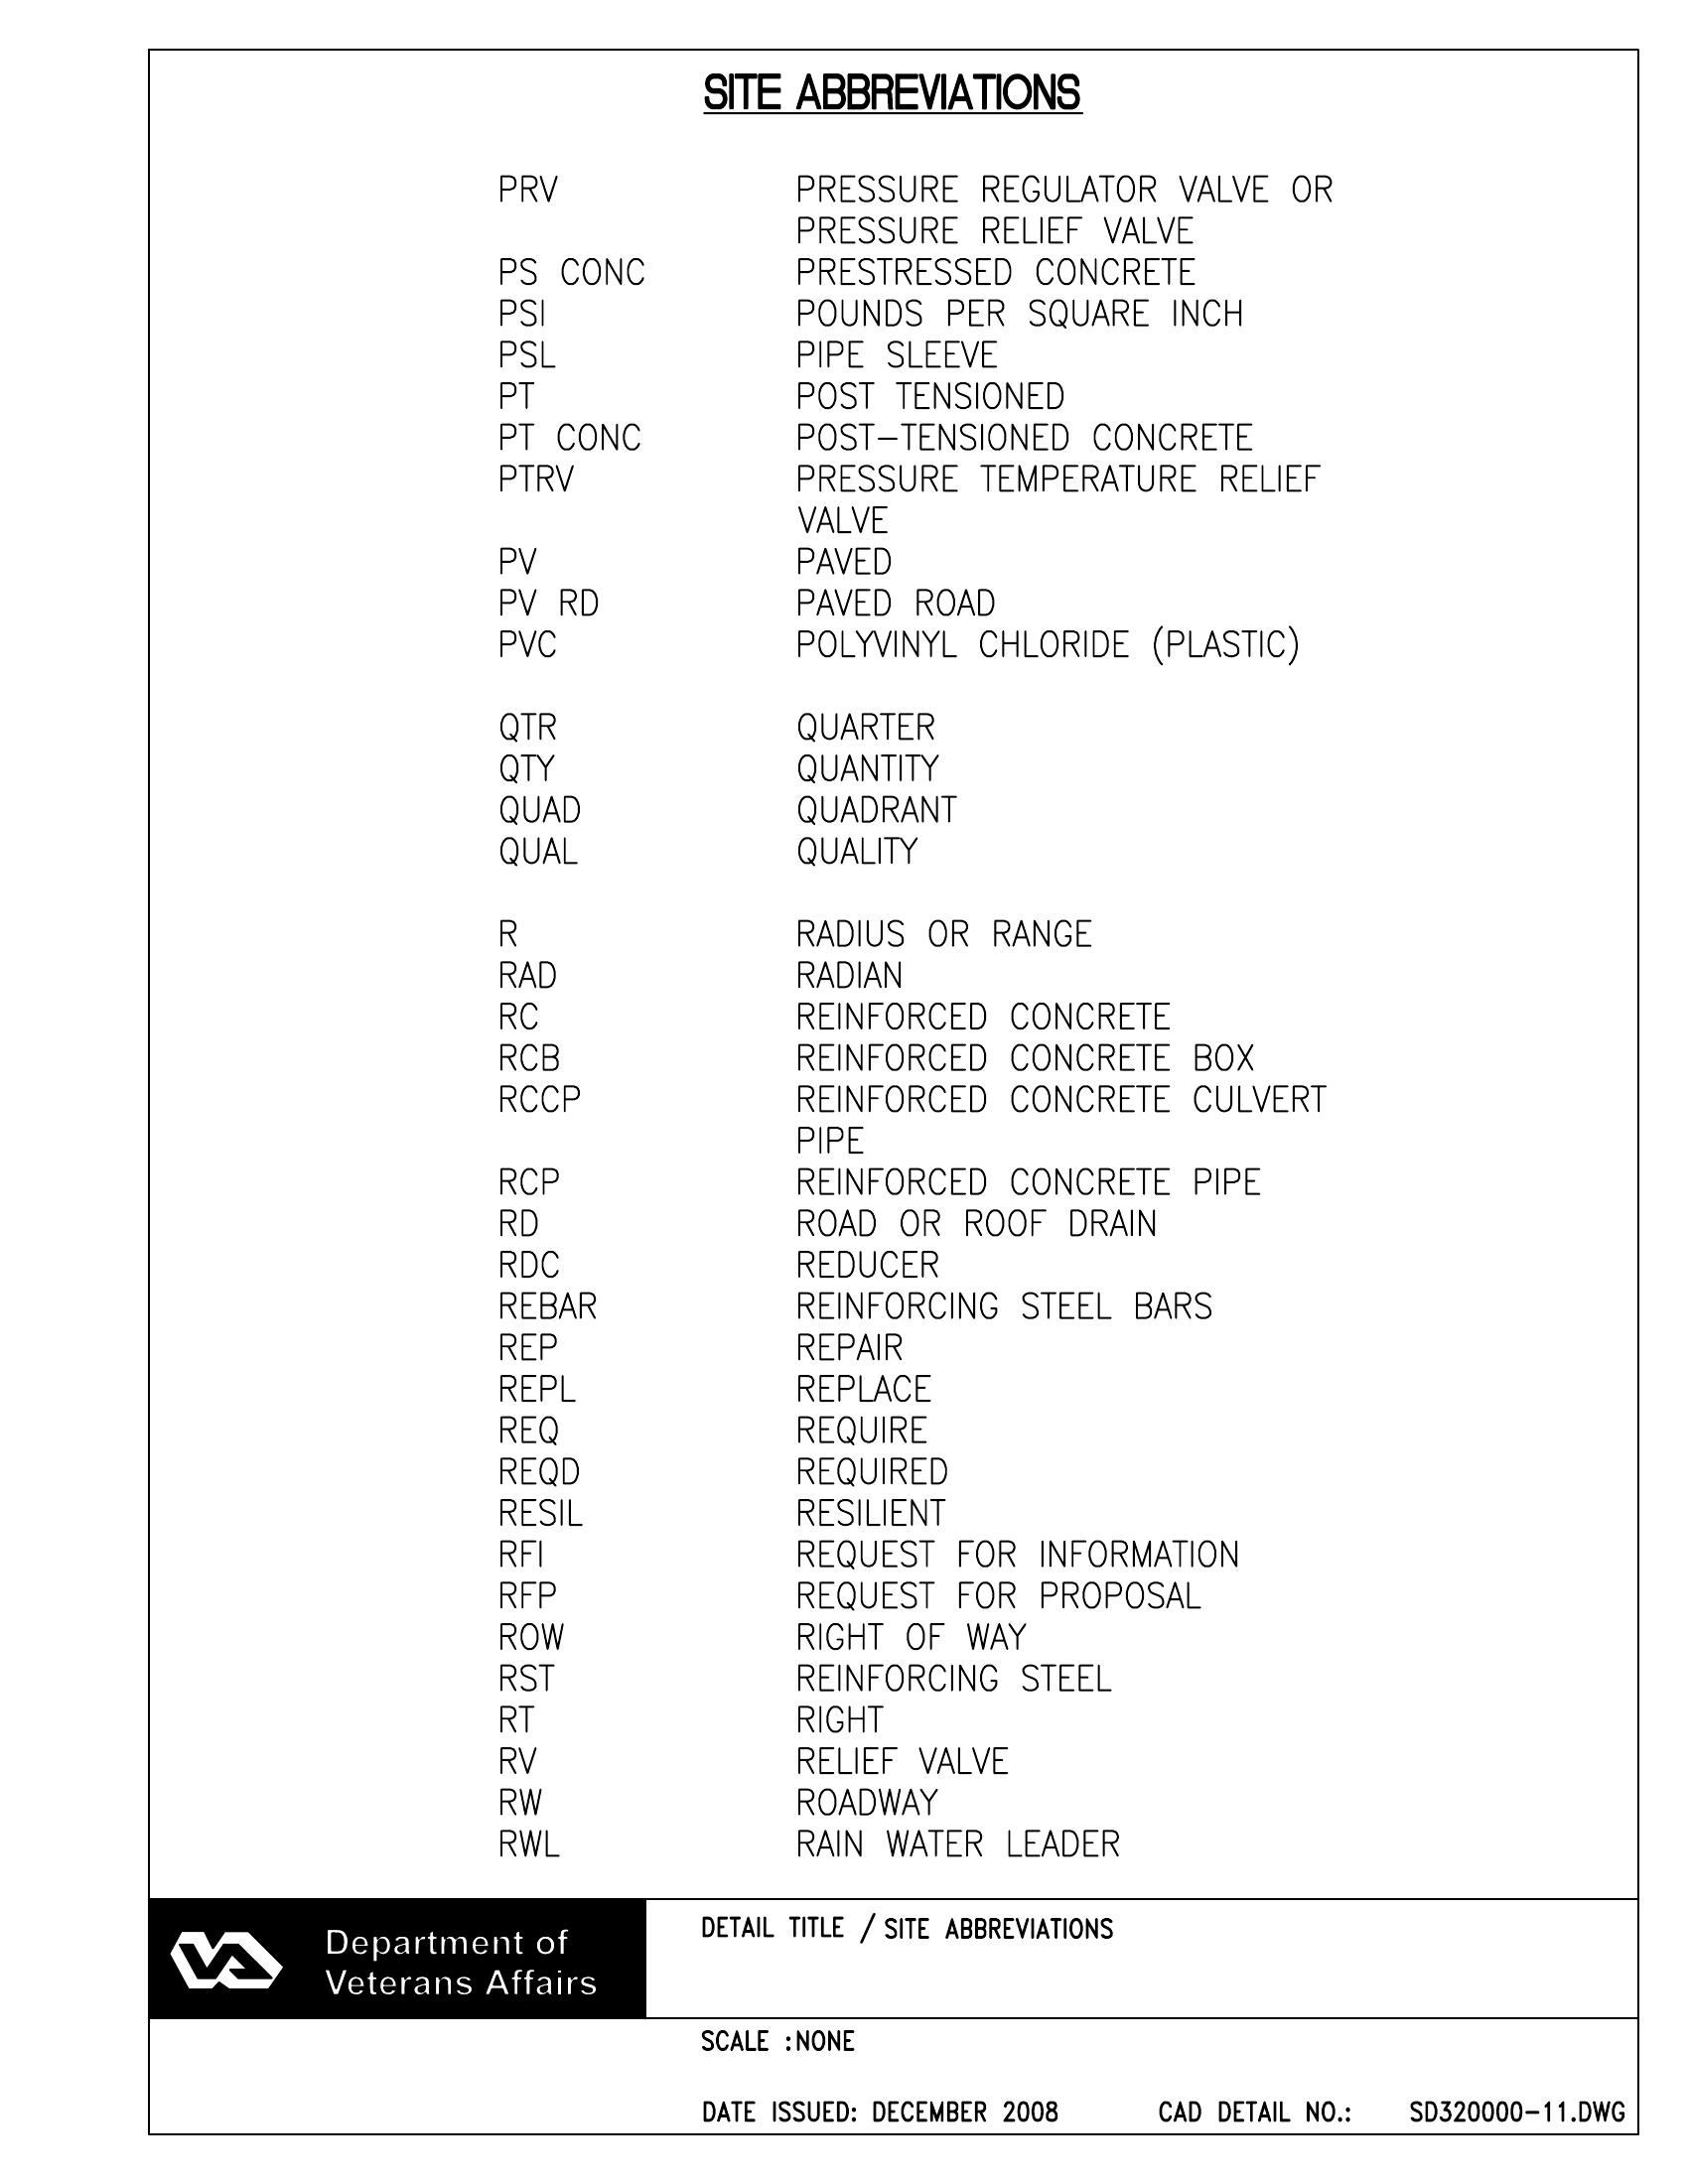 SITE ABBREVIATIONS
PRV PRESSURE REGULATOR VALVE OR
PRESSURE RELIEF VALVE
PS CONC PRESTRESSED CONCRETE
PSI POUNDS PER SQUARE INCH
PSL PIPE SLEEVE
PT POST TENSIONED
PT CONC POST-TENSIONED CONCRETE
PTRV PRESSURE TEMPERATURE RELIEF
VALVE
PV PAVED
PV RD PAVED ROAD
PVC POLYVINYL CHLORIDE (PLASTIC)
QTR QUARTER
QTY QUANTITY
QUAD QUADRANT
QUAL QUALITY
R RADIUS OR RANGE
RAD RADIAN
RC REINFORCED CONCRETE
RCB REINFORCED CONCRETE BOX
RCCP REINFORCED CONCRETE CULVERT
PIPE
RCP REINFORCED CONCRETE PIPE
RD ROAD OR ROOF DRAIN
RDC REDUCER
REBAR REINFORCING STEEL BARS
REP REPAIR
REPL REPLACE
REQ REQUIRE
REQD REQUIRED
RESIL RESILIENT
RFI REQUEST FOR INFORMATION
RFP REQUEST FOR PROPOSAL
ROW RIGHT OF WAY
RST REINFORCING STEEL
RT RIGHT
RV RELIEF VALVE
RW ROADWAY
RWL RAIN WATER LEADER
Department of
Veterans Affairs
DETAIL TITLE / SITE ABBREVIATIONS
SCALE :NONE
DATE ISSUED: DECEMBER 2008 CAD DETAIL NO.: SD320000-11.DWG